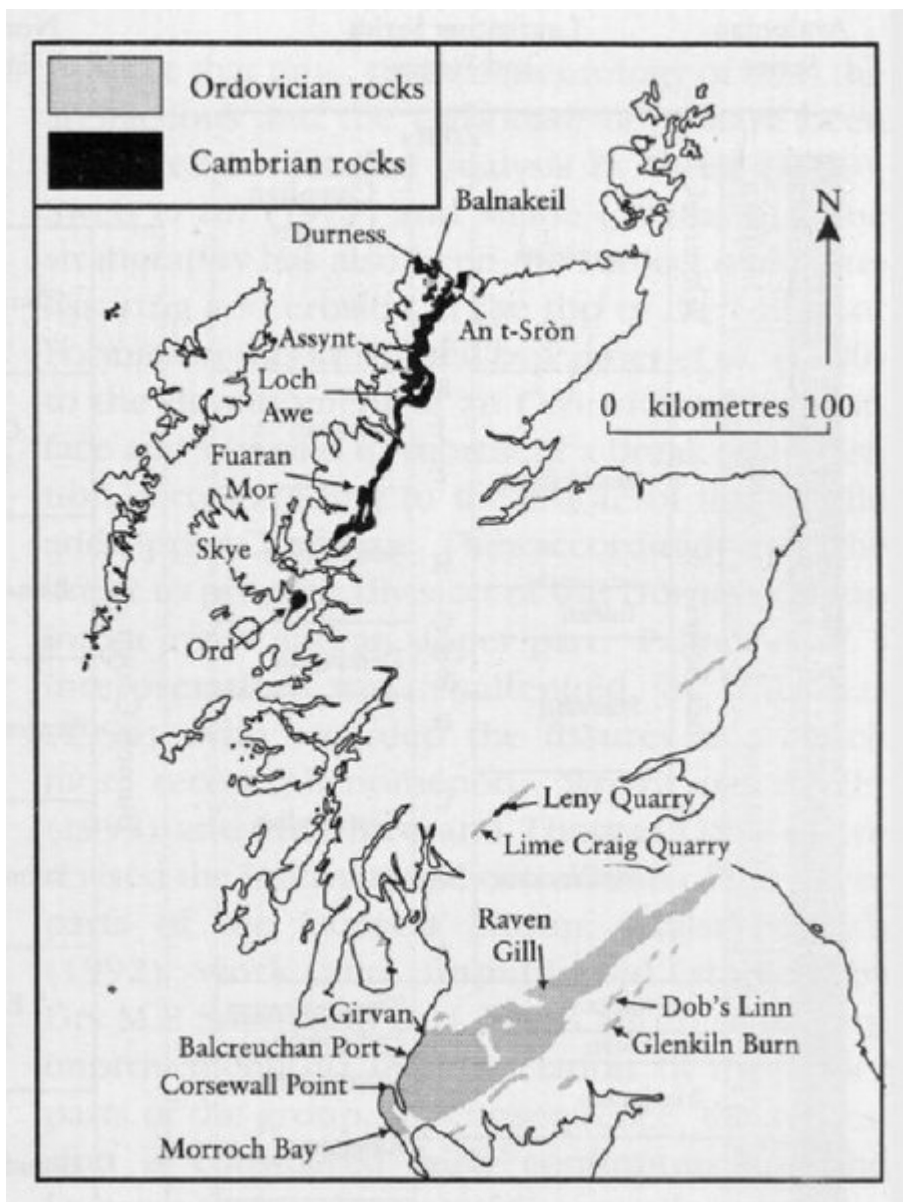 Ordovician rocks
Cambrian rocks
Balnakeil
Durness
N
An t-Sròn
Assynt
Loch
Awe
0 kilometres 100
Fuaran
Mor
Skye
Ord
Leny Quarry
Lime Craig Quarry
Raven
Gill
Dob's Linn
Girvan
Glenkiln Burn
Balcreuchan Port
Corsewall Point
Morroch Bay